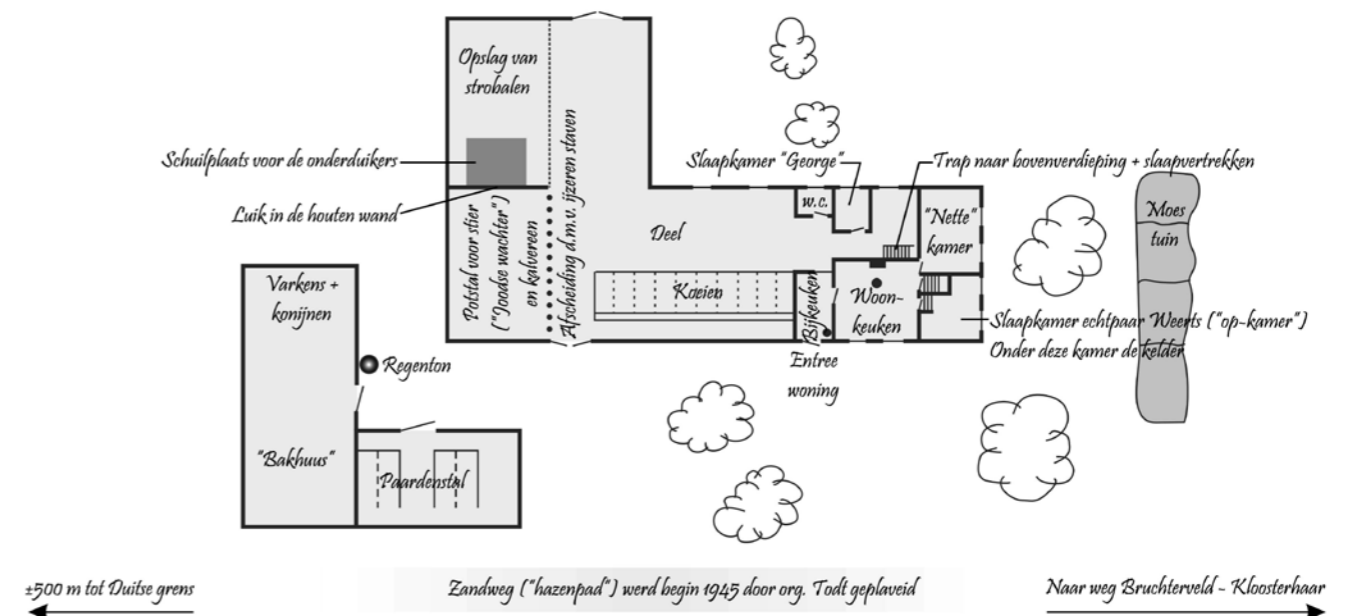 Opslag van
strobalen
Schuilplaats voor de onderduikers
Luik in de houten wand
Potstal voor stier
("Joodse wachter")
en kalvereen
Afscheiding d.m.v. ijzeren staven
Deel
Koeien
Slaapkamer "George"
w.c.
Trap naar bovenverdieping + slaapvertrekken
"Nette"
kamer
Bijkeuken
Woon-
keuken
Slaapkamer echtpaar Weerts ("op-kamer")
Onder deze kamer de kelder
Entree
woning
Moes
tuin
Varkens +
konijnen
Regenton
"Bakhuus"
Paardenstal
±500 m tot Duitse grens
Zandweg ("hazenpad") werd begin 1945 door org. Todt geplaveid
Naar weg Bruchterveld - Kloosterhaar